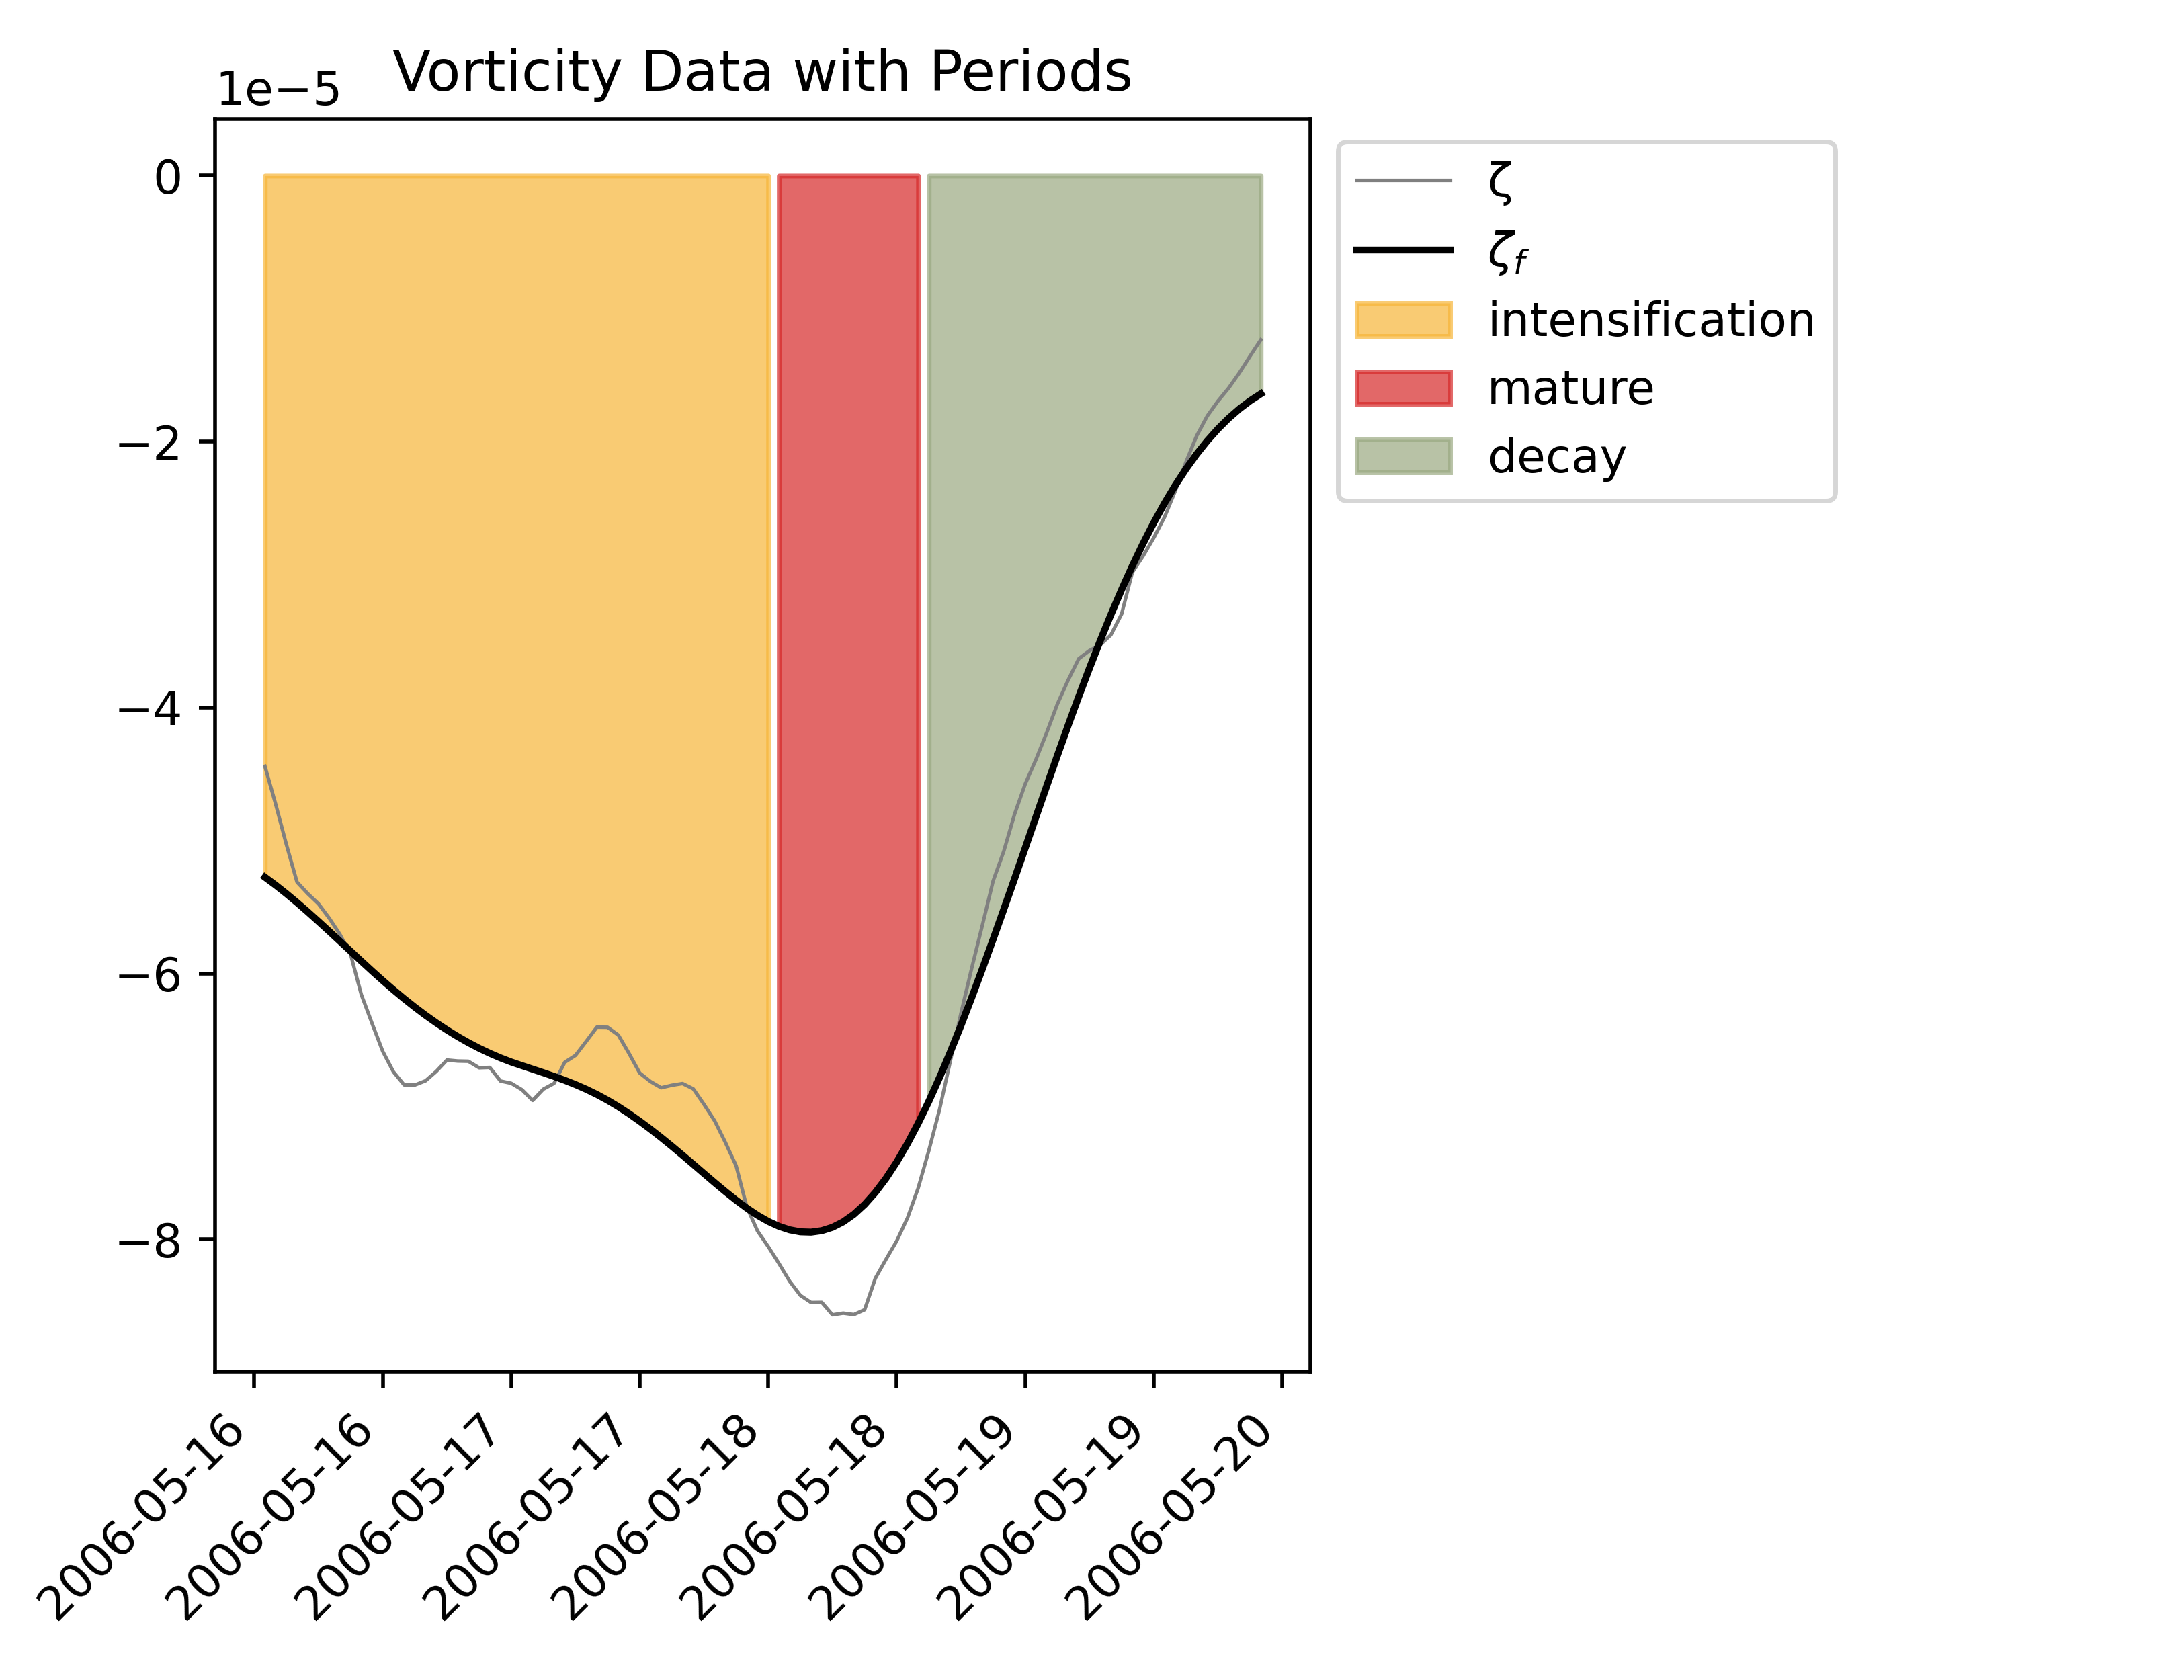 Vorticity Data with Periods
1e−5
0
−2
−4
−6
−8
2006-05-16
2006-05-16
2006-05-17
2006-05-17
2006-05-18
2006-05-18
2006-05-19
2006-05-19
2006-05-20
ζ
ζf
intensification
mature
decay